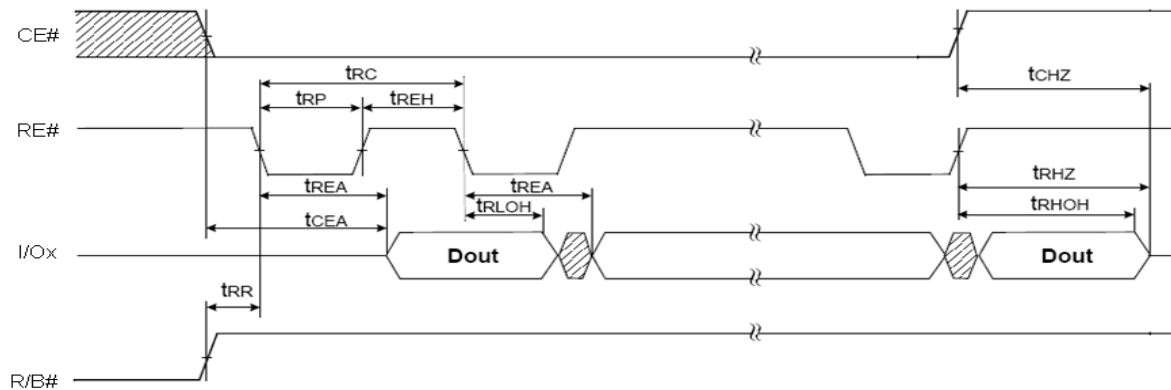 CE#
tRC
tCHZ
tRP
tREH
RE#
tREA
tREA
tRHZ
tCEA
tRLOH
tRHOH
I/Ox
Dout
Dout
tRR
R/B#